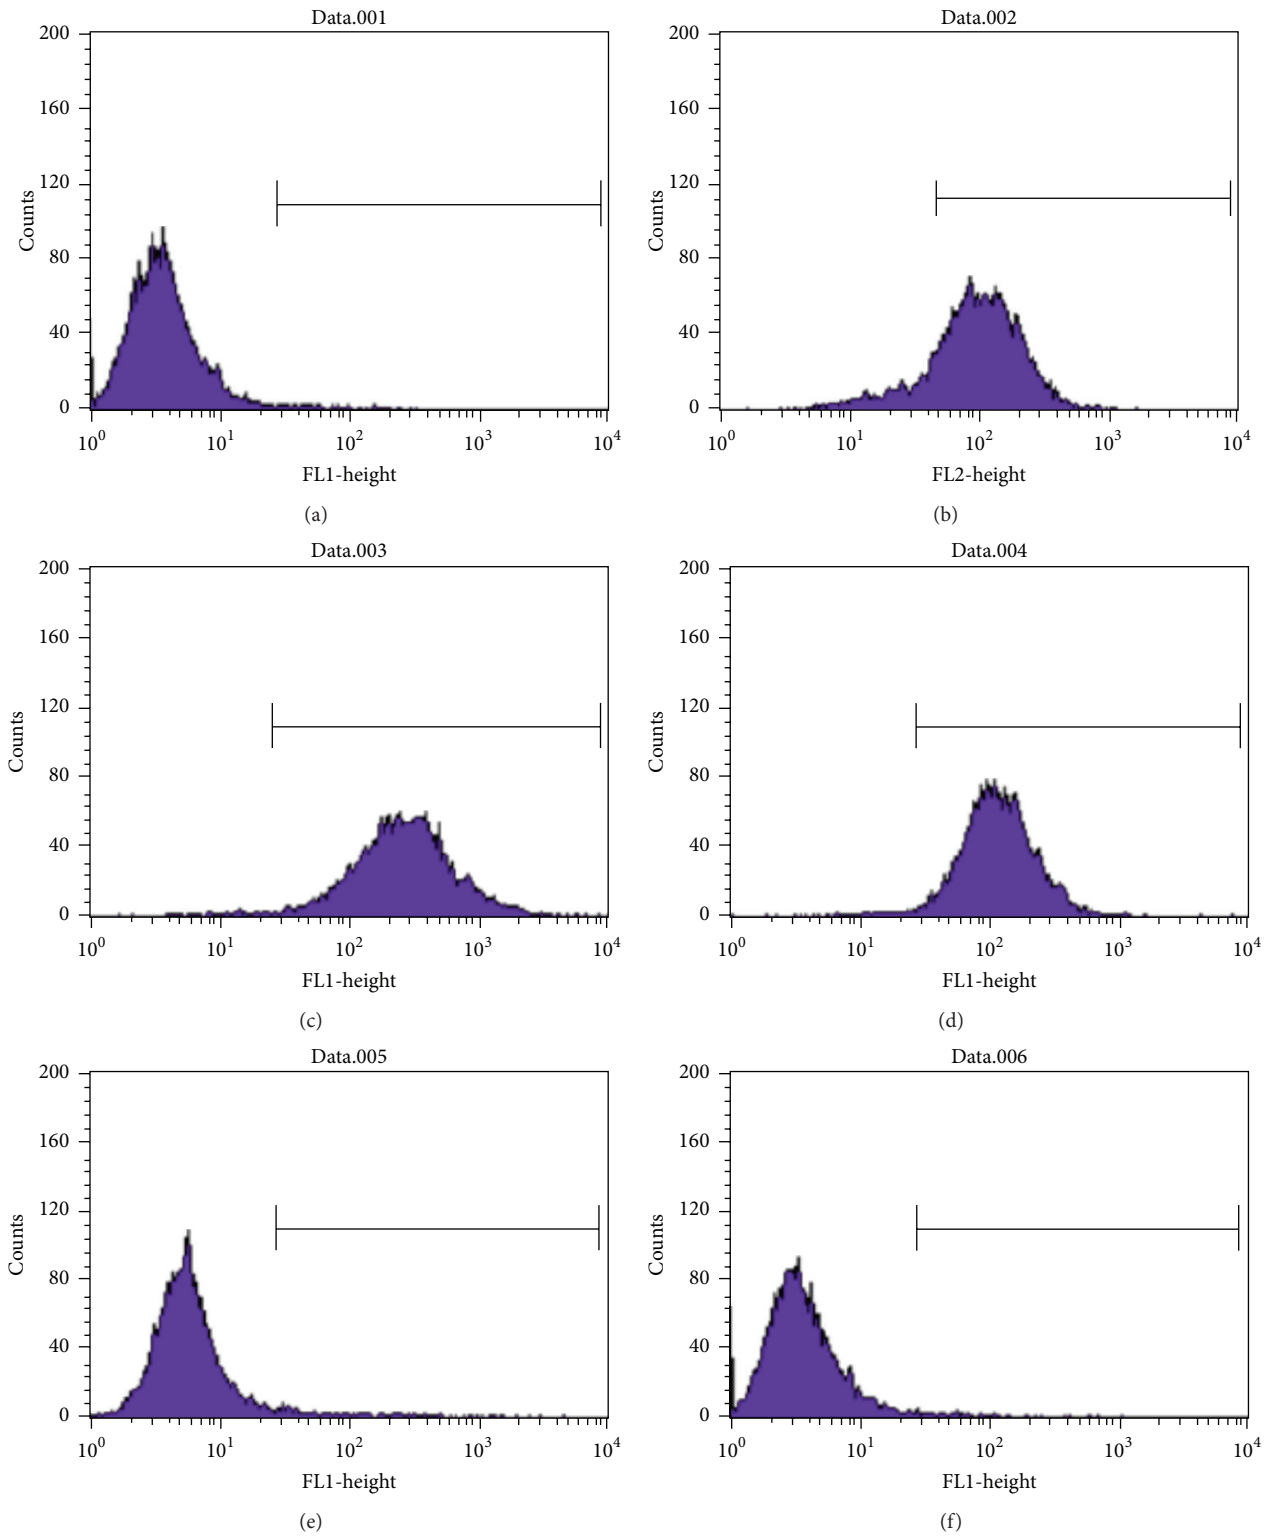 Data.001
200
160
120
80
40
0
Counts
10⁰ 10¹ 10² 10³ 10⁴
FL1-height
(a)
Data.002
200
160
120
80
40
0
Counts
10⁰ 10¹ 10² 10³ 10⁴
FL2-height
(b)
Data.003
200
160
120
80
40
0
Counts
10⁰ 10¹ 10² 10³ 10⁴
FL1-height
(c)
Data.004
200
160
120
80
40
0
Counts
10⁰ 10¹ 10² 10³ 10⁴
FL1-height
(d)
Data.005
200
160
120
80
40
0
Counts
10⁰ 10¹ 10² 10³ 10⁴
FL1-height
(e)
Data.006
200
160
120
80
40
0
Counts
10⁰ 10¹ 10² 10³ 10⁴
FL1-height
(f)